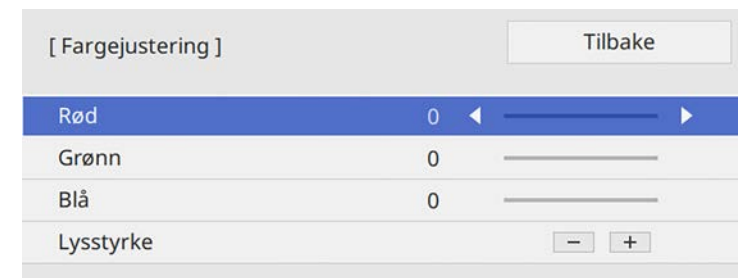 [ Fargejustering ] Tilbake
Rød 0
Grønn 0
Blå 0
Lysstyrke − +